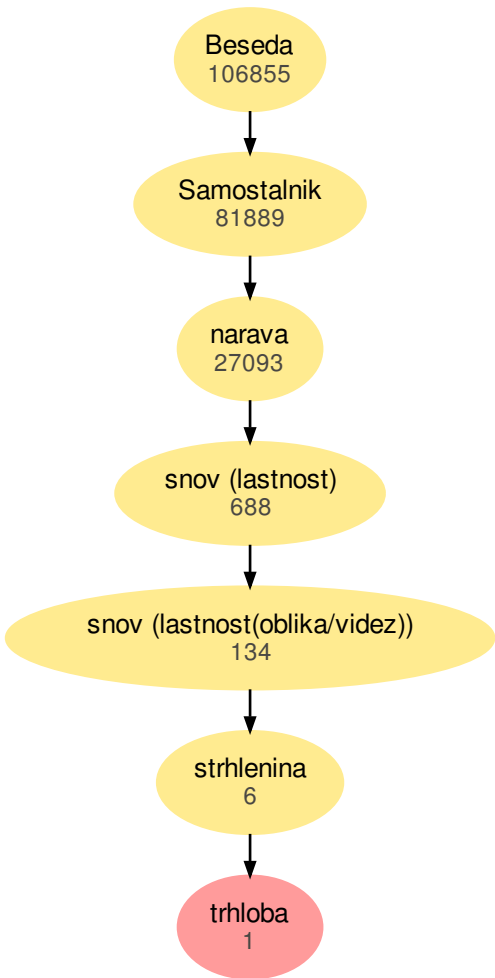 Beseda
106855
Samostalnik
81889
narava
27093
snov (lastnost)
688
snov (lastnost(oblika/videz))
134
strhlenina
6
trhloba
1